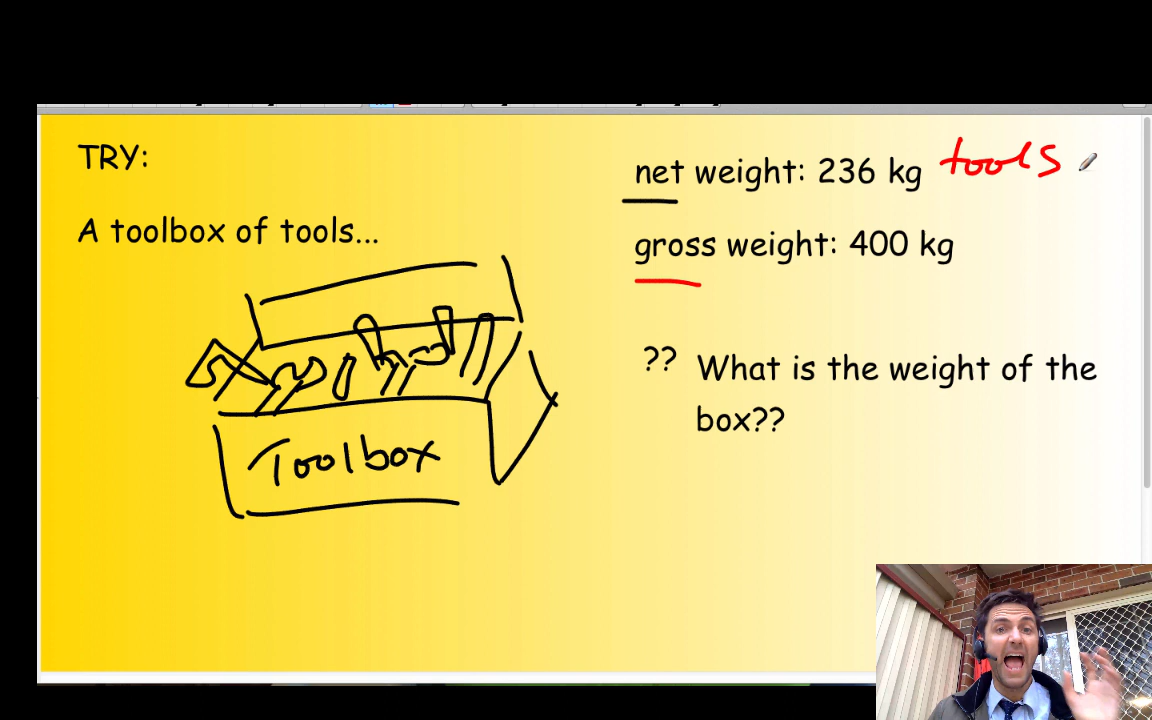 TRY:
A toolbox of tools...
Toolbox
net weight: 236 kg tools
gross weight: 400 kg
?? What is the weight of the
box??